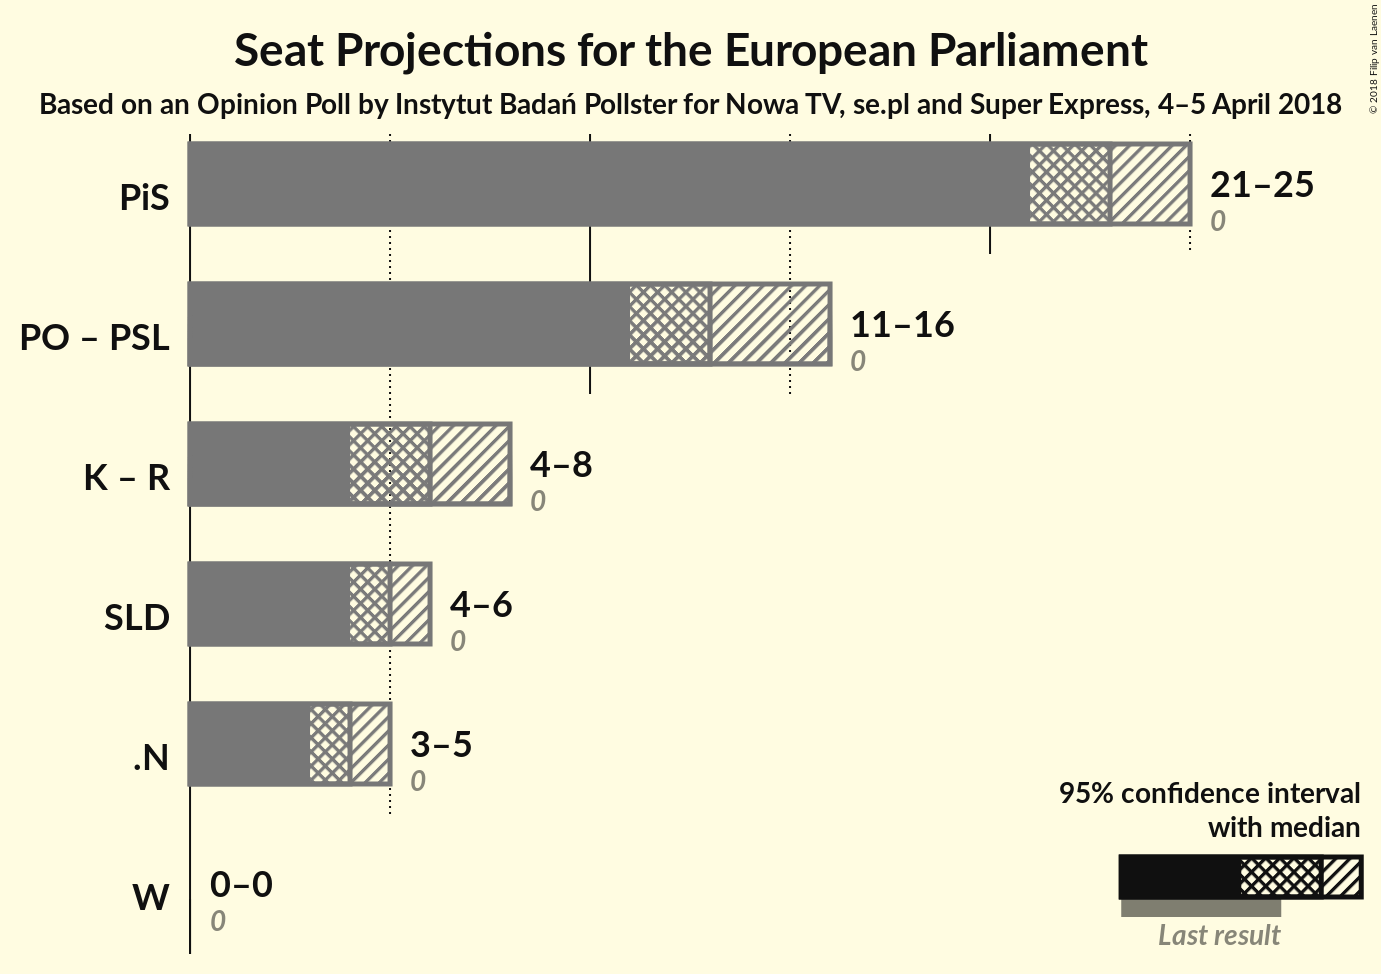 Seat Projections for the European Parliament
Based on an Opinion Poll by Instytut Badań Pollster for Nowa TV, se.pl and Super Express, 4–5 April 2018
© 2018 Filip van Laenen
PiS
21–25
0
PO – PSL
11–16
0
K – R
4–8
0
SLD
4–6
0
.N
3–5
0
W
0–0
0
95% confidence interval
with median
Last result